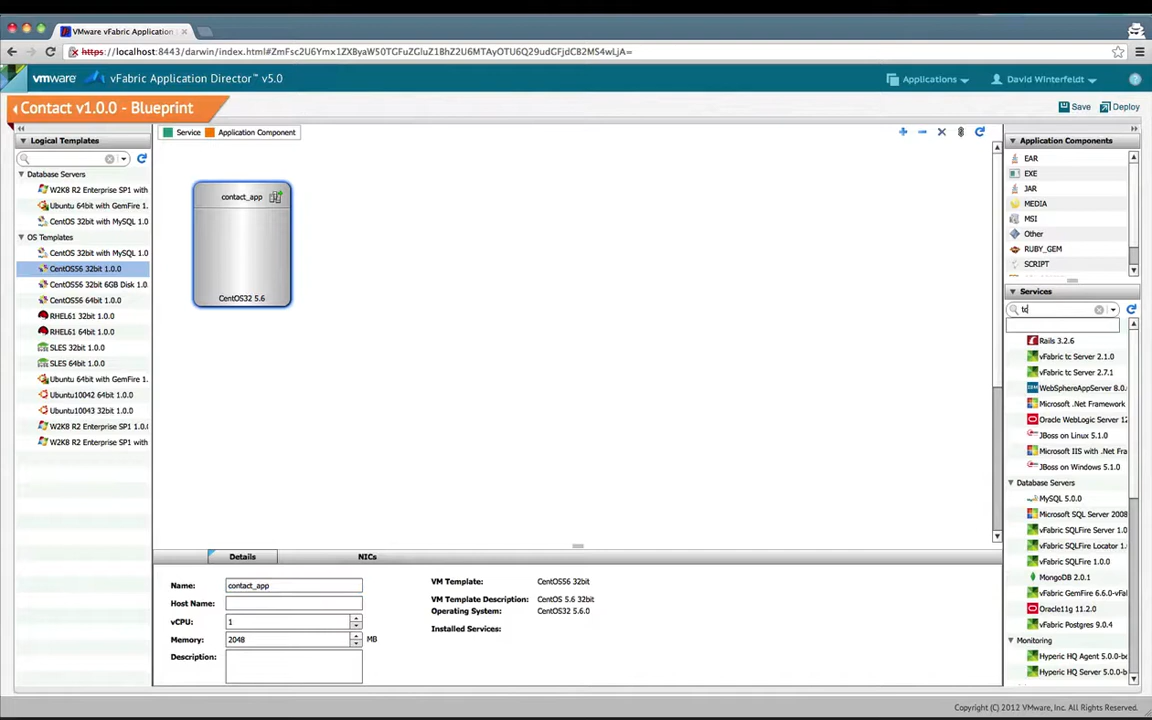 VMware vFabric Application
https://localhost:8443/darwin/index.html#ZmFsc2U6Ymx1ZXByaW50TGFuZGluZ1BhZ2U6MTAyOTU6Q29udGFjdCB2MS4wLjA=
vmware vFabric Application Director™ v5.0
Applications
David Winterfeldt
Contact v1.0.0 - Blueprint
Save
Deploy
Logical Templates
Database Servers
W2K8 R2 Enterprise SP1 with
Ubuntu 64bit with GemFire 1.
CentOS 32bit with MySQL 1.0
OS Templates
CentOS 32bit with MySQL 1.0
CentOS56 32bit 1.0.0
CentOS56 32bit 6GB Disk 1.0.
CentOS56 64bit 1.0.0
RHEL61 32bit 1.0.0
RHEL61 64bit 1.0.0
SLES 32bit 1.0.0
SLES 64bit 1.0.0
Ubuntu 64bit with GemFire 1.
Ubuntu10042 64bit 1.0.0
Ubuntu10043 32bit 1.0.0
W2K8 R2 Enterprise SP1 1.0.0
W2K8 R2 Enterprise SP1 with
Service
Application Component
contact_app
CentOS32 5.6
Details
NICs
Name: contact_app
Host Name:
vCPU: 1
Memory: 2048 MB
Description:
VM Template: CentOS56 32bit
VM Template Description: CentOS 5.6 32bit
Operating System: CentOS32 5.6.0
Installed Services:
Application Components
EAR
EXE
JAR
MEDIA
MSI
Other
RUBY_GEM
SCRIPT
Services
tc
Rails 3.2.6
vFabric tc Server 2.1.0
vFabric tc Server 2.7.1
WebSphereAppServer 8.0.
Microsoft .Net Framework
Oracle WebLogic Server 12
JBoss on Linux 5.1.0
Microsoft IIS with .Net Fra
JBoss on Windows 5.1.0
Database Servers
MySQL 5.0.0
Microsoft SQL Server 2008
vFabric SQLFire Server 1.0
vFabric SQLFire Locator 1.
vFabric SQLFire 1.0.0
MongoDB 2.0.1
vFabric GemFire 6.6.0-vFal
Oracle11g 11.2.0
vFabric Postgres 9.0.4
Monitoring
Hyperic HQ Agent 5.0.0-be
Hyperic HQ Server 5.0.0-b
Copyright (C) 2012 VMware, Inc. All Rights Reserved.